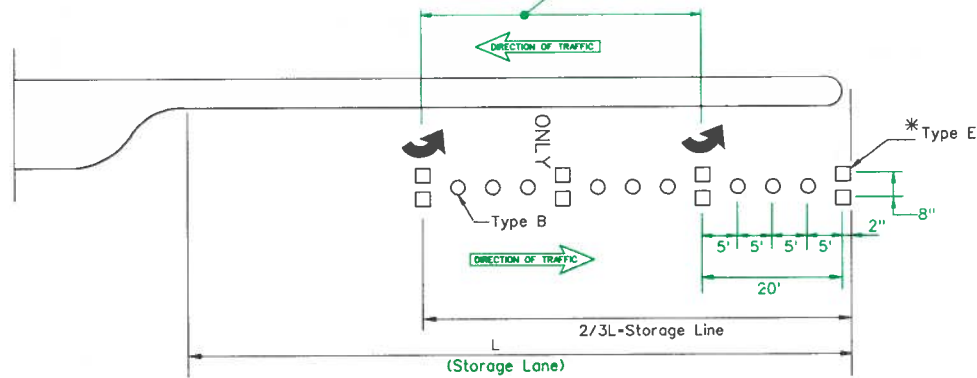 DIRECTION OF TRAFFIC
ONLY
* Type E
8"
Type B
2"
5' 5' 5' 5'
DIRECTION OF TRAFFIC
20'
2/3L-Storage Line
L
(Storage Lane)